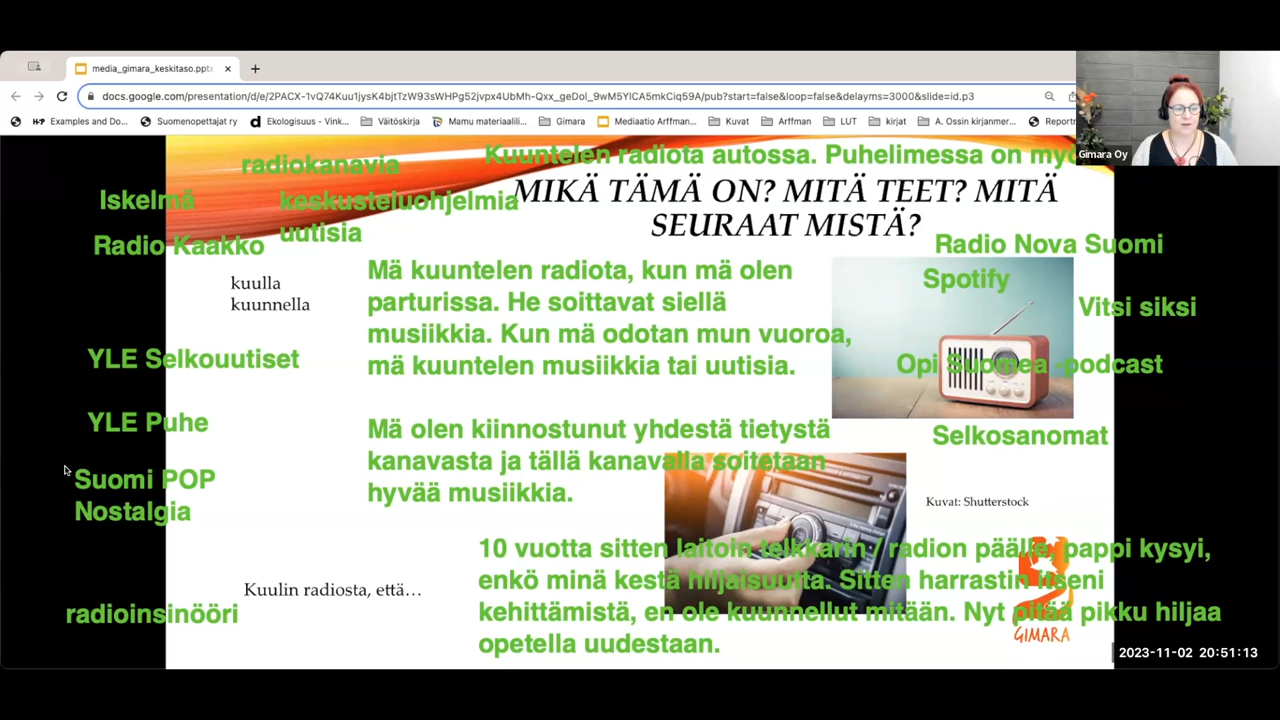 media_gimara_keskitaso.pptx
docs.google.com/presentation/d/e/2PACX-1vQ74Kuu1jysK4bjtTzW93sWHPg52jvpx4UbMh-Qxx_geDol_9wM5YlCA5mkCiq59A/pub?start=false&loop=false&delayms=3000&slide=id.p3
Examples and Do... Suomenopettajat ry Ekologisuus - Vink... Väitöskirja Mamu materiaalili... Gimara Mediaatio Arffman... Kuvat Arffman LUT kirjat A. Ossin kirjanmer... Reportr
Gimara Oy
radiokanavia
Kuuntelen radiota autossa. Puhelimessa on myö
MIKÄ TÄMÄ ON? MITÄ TEET? MITÄ
SEURAAT MISTÄ?
Iskelmä
keskusteluohjelmia
uutisia
Radio Kaakko
Radio Nova Suomi
kuulla
kuunnella
Mä kuuntelen radiota, kun mä olen
parturissa. He soittavat siellä
musiikkia. Kun mä odotan mun vuoroa,
mä kuuntelen musiikkia tai uutisia.
Spotify
Vitsi siksi
YLE Selkouutiset
Opi Suomea -podcast
YLE Puhe
Mä olen kiinnostunut yhdestä tietystä
kanavasta ja tällä kanavalla soitetaan
hyvää musiikkia.
Selkosanomat
Suomi POP
Nostalgia
Kuvat: Shutterstock
10 vuotta sitten laitoin telkkarin / radion päälle, pappi kysyi,
enkö minä kestä hiljaisuutta. Sitten harrastin itseni
kehittämistä, en ole kuunnellut mitään. Nyt pitää pikku hiljaa
opetella uudestaan.
Kuulin radiosta, että...
radioinsinööri
GIMARA
2023-11-02 20:51:13